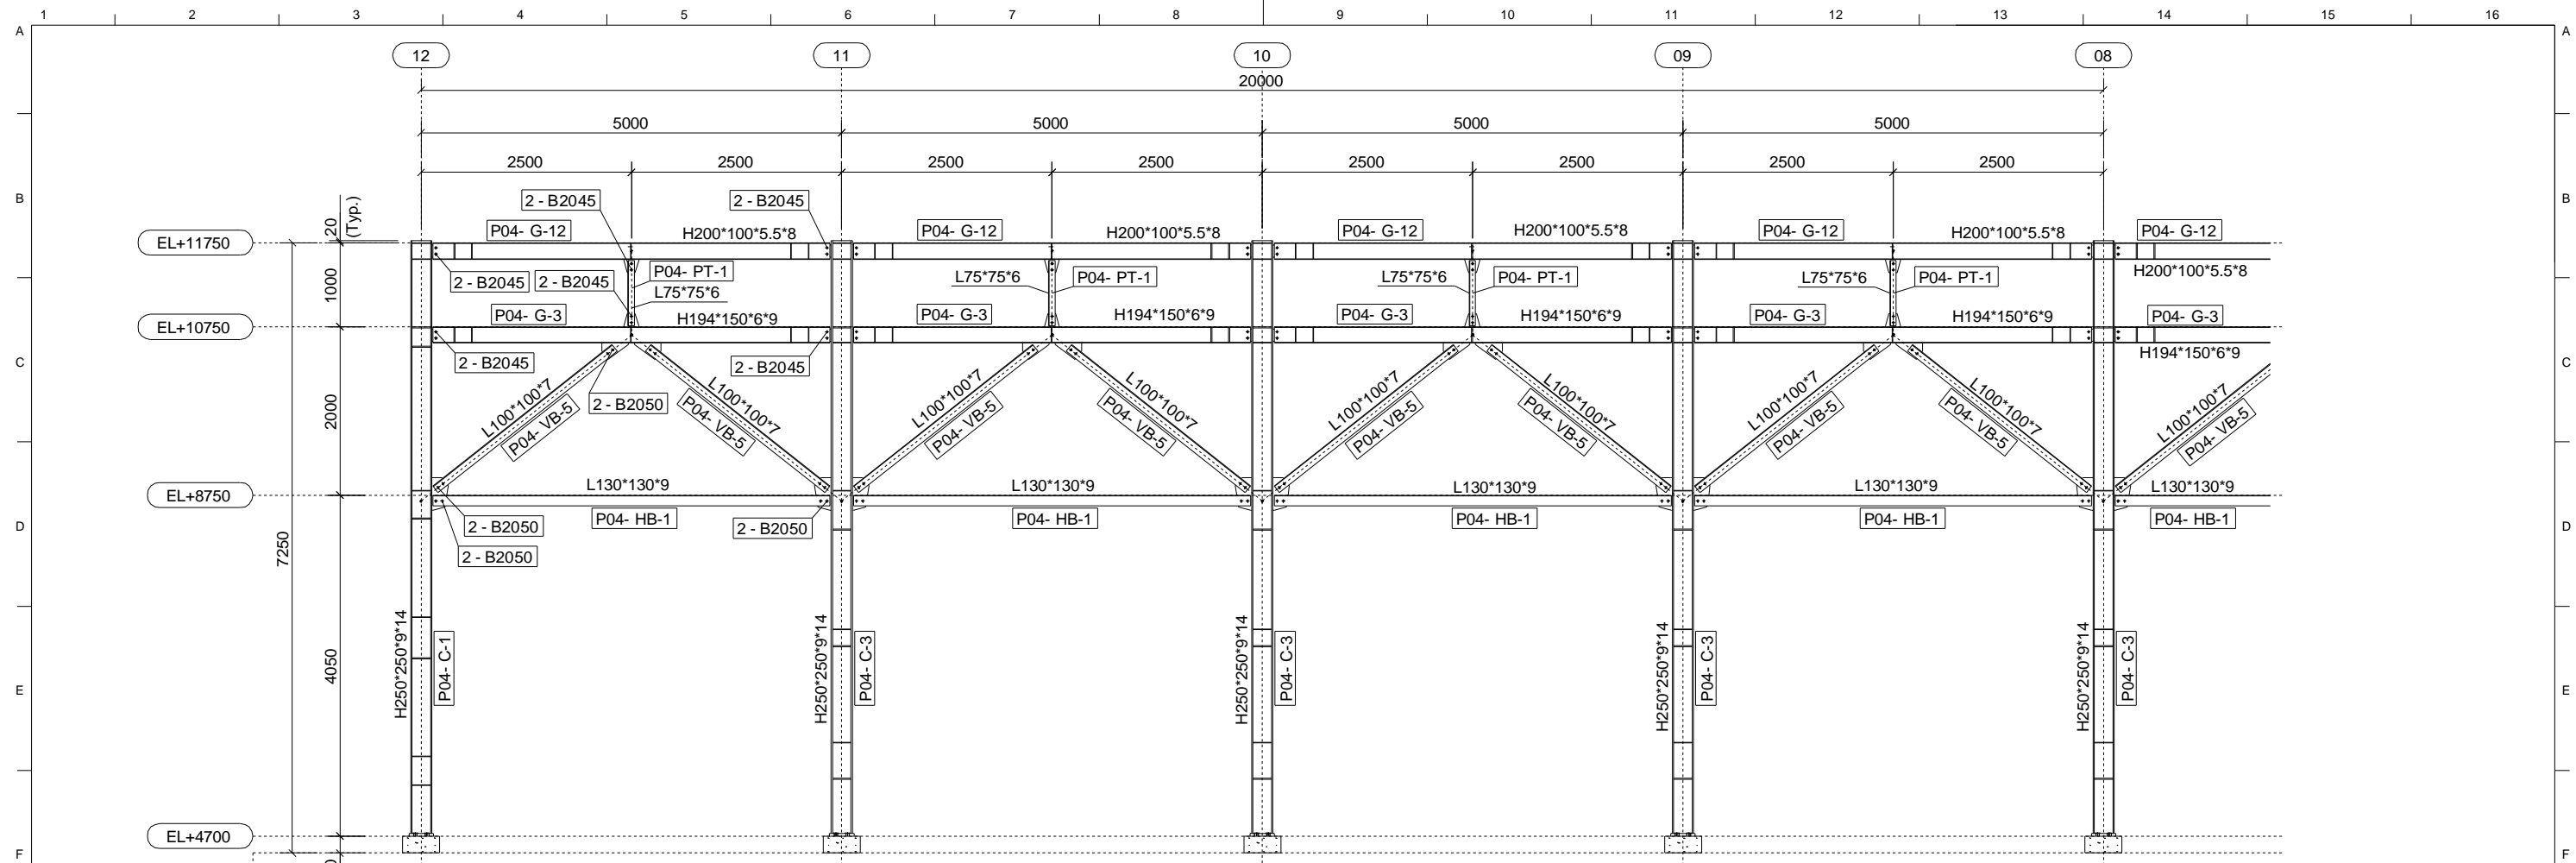 1 2 3 4 5 6 7 8 9 10 11 12 13 14 15 16
A A
12 11 10 09 08
20000
5000 5000 5000 5000
2500 2500 2500 2500 2500 2500 2500 2500
B B
2 - B2045 2 - B2045
20
(Typ.)
P04- G-12 H200*100*5.5*8 P04- G-12 H200*100*5.5*8 P04- G-12 H200*100*5.5*8 P04- G-12 H200*100*5.5*8 P04- G-12
EL+11750
H200*100*5.5*8
2 - B2045 2 - B2045 P04- PT-1 L75*75*6 P04- PT-1 L75*75*6 P04- PT-1 L75*75*6 P04- PT-1
1000
L75*75*6
P04- G-3 H194*150*6*9 P04- G-3 H194*150*6*9 P04- G-3 H194*150*6*9 P04- G-3 H194*150*6*9 P04- G-3
EL+10750
H194*150*6*9
C C
2 - B2045 2 - B2045
2000
2 - B2050
L100*100*7 L100*100*7 L100*100*7 L100*100*7 L100*100*7 L100*100*7 L100*100*7 L100*100*7 L100*100*7
P04- VB-5 P04- VB-5 P04- VB-5 P04- VB-5 P04- VB-5 P04- VB-5 P04- VB-5 P04- VB-5 P04- VB-5
L130*130*9 L130*130*9 L130*130*9 L130*130*9 L130*130*9
EL+8750
P04- HB-1 P04- HB-1 P04- HB-1 P04- HB-1 P04- HB-1
D D
2 - B2050 2 - B2050
2 - B2050
7250
4050
H250*250*9*14 P04- C-1 H250*250*9*14 P04- C-3 H250*250*9*14 P04- C-3 H250*250*9*14 P04- C-3 H250*250*9*14 P04- C-3
E E
EL+4700
F F